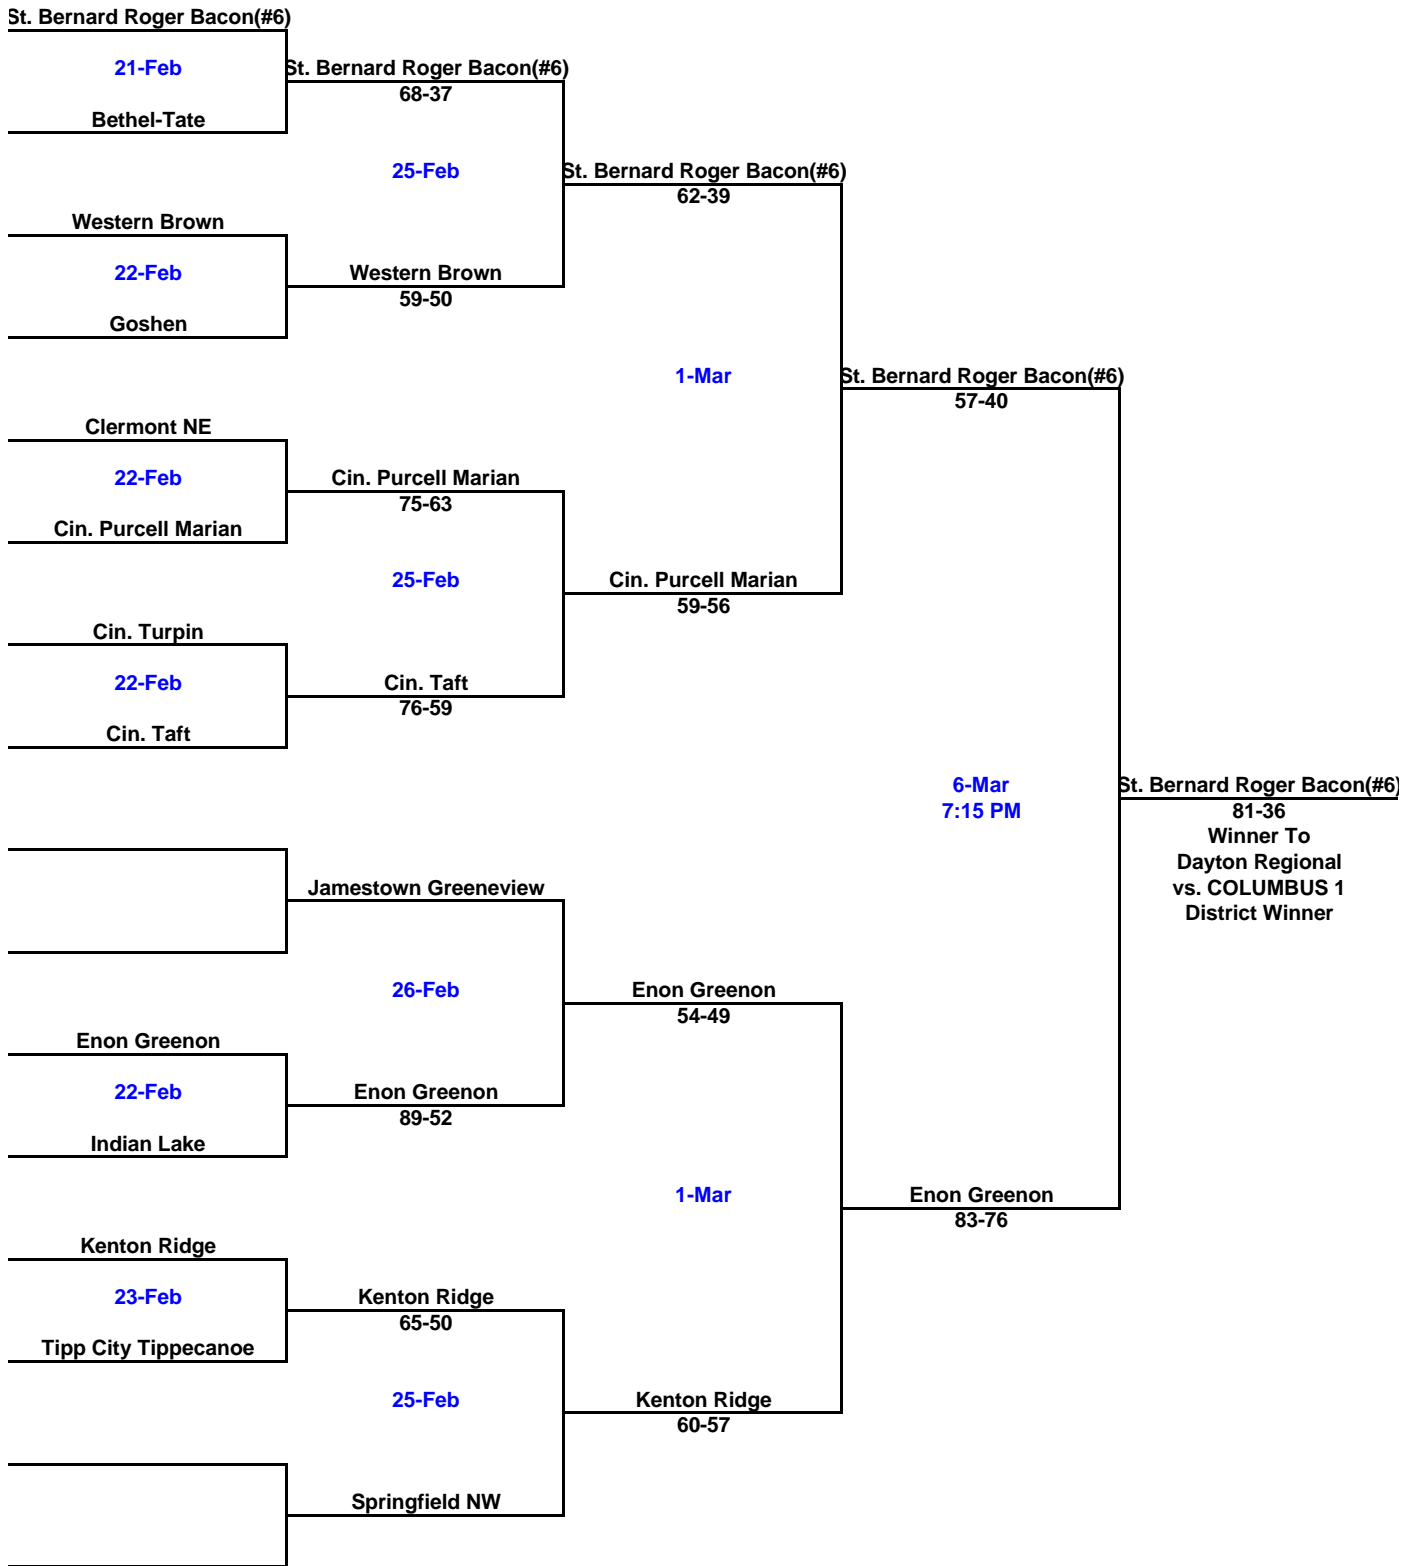 St. Bernard Roger Bacon(#6)
21-Feb
Bethel-Tate
St. Bernard Roger Bacon(#6)
68-37
25-Feb
Western Brown
22-Feb
Goshen
Western Brown
59-50
St. Bernard Roger Bacon(#6)
62-39
1-Mar
Clermont NE
22-Feb
Cin. Purcell Marian
Cin. Purcell Marian
75-63
25-Feb
Cin. Turpin
22-Feb
Cin. Taft
Cin. Taft
76-59
Cin. Purcell Marian
59-56
St. Bernard Roger Bacon(#6)
57-40
6-Mar
7:15 PM
St. Bernard Roger Bacon(#6)
81-36
Winner To
Dayton Regional
vs. COLUMBUS 1
District Winner
Jamestown Greeneview
26-Feb
Enon Greenon
22-Feb
Indian Lake
Enon Greenon
89-52
Enon Greenon
54-49
1-Mar
Enon Greenon
83-76
Kenton Ridge
23-Feb
Tipp City Tippecanoe
Kenton Ridge
65-50
25-Feb
Kenton Ridge
60-57
Springfield NW